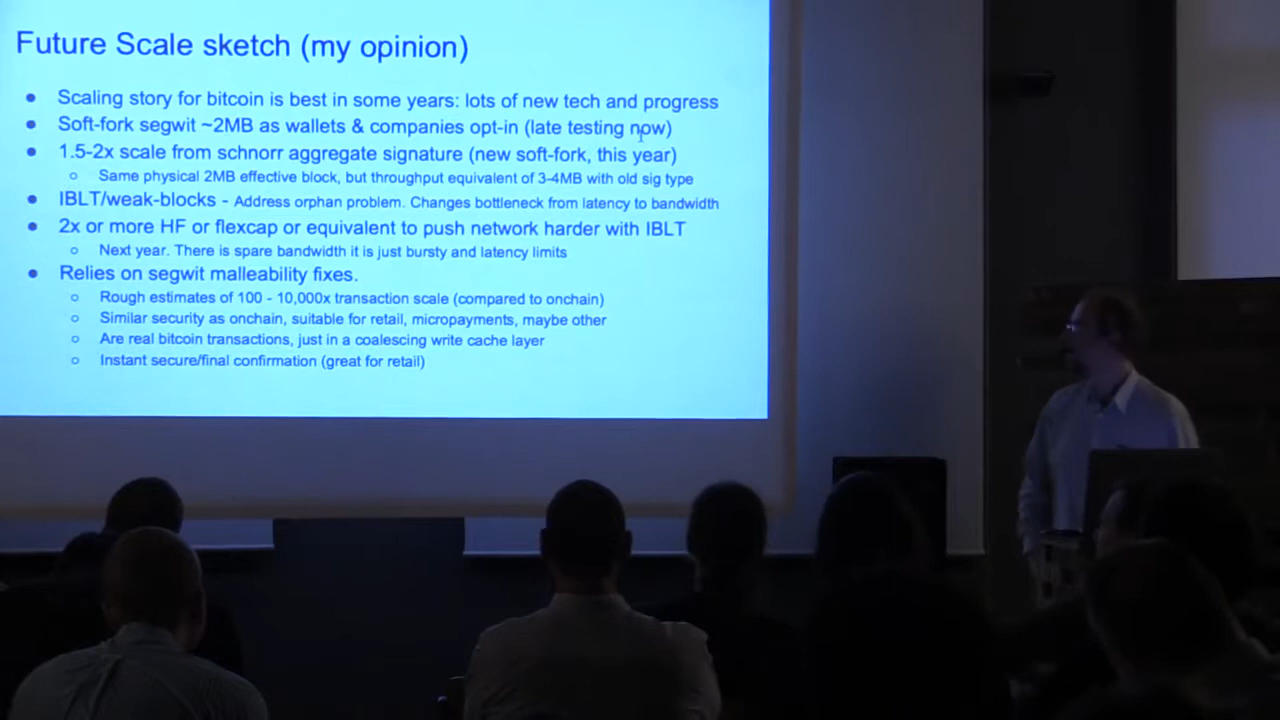 Future Scale sketch (my opinion)
Scaling story for bitcoin is best in some years: lots of new tech and progress
Soft-fork segwit ~2MB as wallets & companies opt-in (late testing now)
1.5-2x scale from schnorr aggregate signature (new soft-fork, this year)
Same physical 2MB effective block, but throughput equivalent of 3-4MB with old sig type
IBLT/weak-blocks - Address orphan problem. Changes bottleneck from latency to bandwidth
2x or more HF or flexcap or equivalent to push network harder with IBLT
Next year. There is spare bandwidth it is just bursty and latency limits
Relies on segwit malleability fixes.
Rough estimates of 100 - 10,000x transaction scale (compared to onchain)
Similar security as onchain, suitable for retail, micropayments, maybe other
Are real bitcoin transactions, just in a coalescing write cache layer
Instant secure/final confirmation (great for retail)